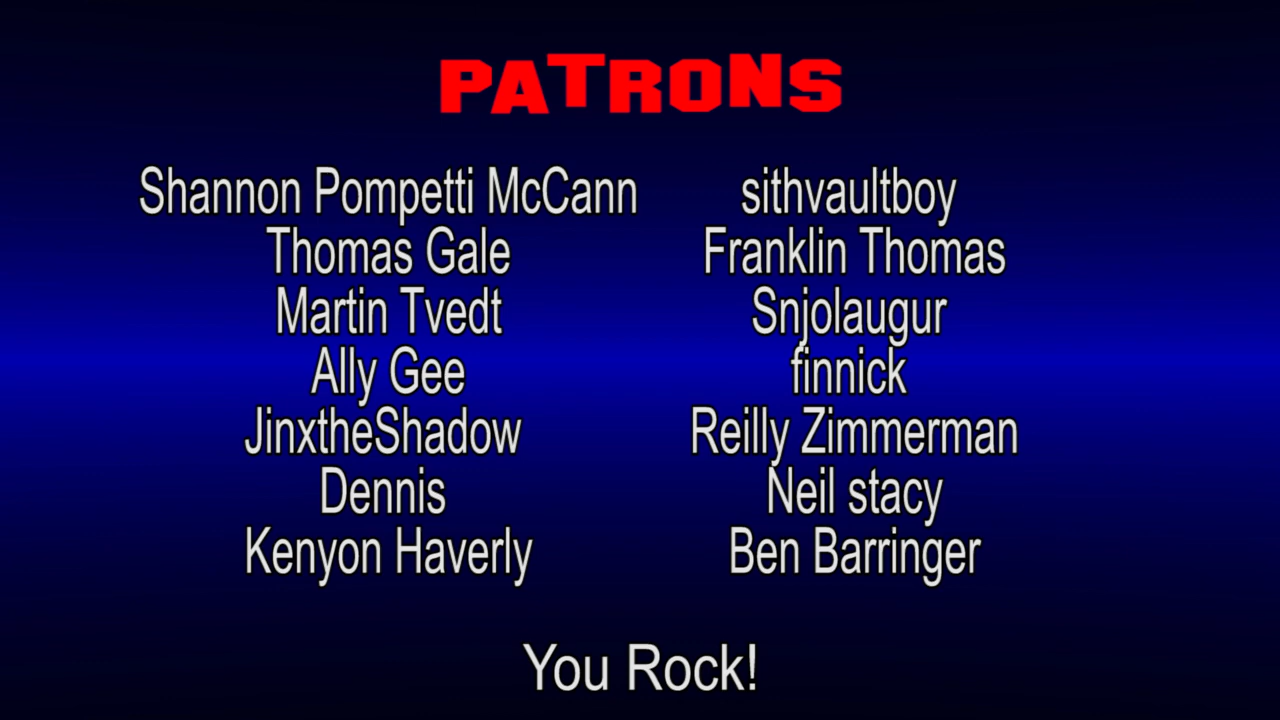 PATRONS
Shannon Pompetti McCann
Thomas Gale
Martin Tvedt
Ally Gee
JinxtheShadow
Dennis
Kenyon Haverly
sithvaultboy
Franklin Thomas
Snjolaugur
finnick
Reilly Zimmerman
Neil stacy
Ben Barringer
You Rock!